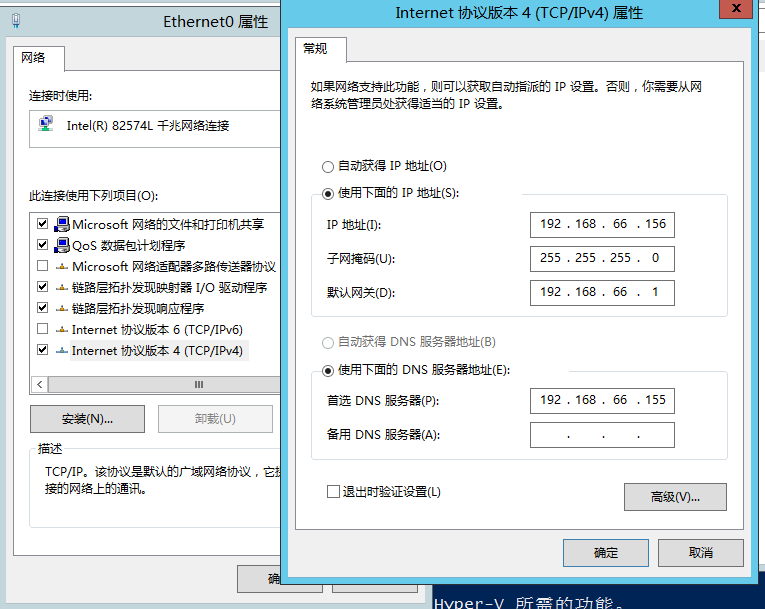 Ethernet0 属性
网络
连接时使用:
Intel(R) 82574L 千兆网络连接
此连接使用下列项目(O):
Microsoft 网络的文件和打印机共享
QoS 数据包计划程序
Microsoft 网络适配器多路传送器协议
链路层拓扑发现映射器 I/O 驱动程序
链路层拓扑发现响应程序
Internet 协议版本 6 (TCP/IPv6)
Internet 协议版本 4 (TCP/IPv4)
安装(N)...
卸载(U)
描述
TCP/IP。该协议是默认的广域网络协议，它
接的网络上的通讯。
Internet 协议版本 4 (TCP/IPv4) 属性
常规
如果网络支持此功能，则可以获取自动指派的 IP 设置。否则，你需要从网
络系统管理员处获得适当的 IP 设置。
自动获得 IP 地址(O)
使用下面的 IP 地址(S):
IP 地址(I): 192 . 168 . 66 . 156
子网掩码(U): 255 . 255 . 255 . 0
默认网关(D): 192 . 168 . 66 . 1
自动获得 DNS 服务器地址(B)
使用下面的 DNS 服务器地址(E):
首选 DNS 服务器(P): 192 . 168 . 66 . 155
备用 DNS 服务器(A): . . .
退出时验证设置(L)
高级(V)...
确定
取消
Hyper-V 所需的功能。